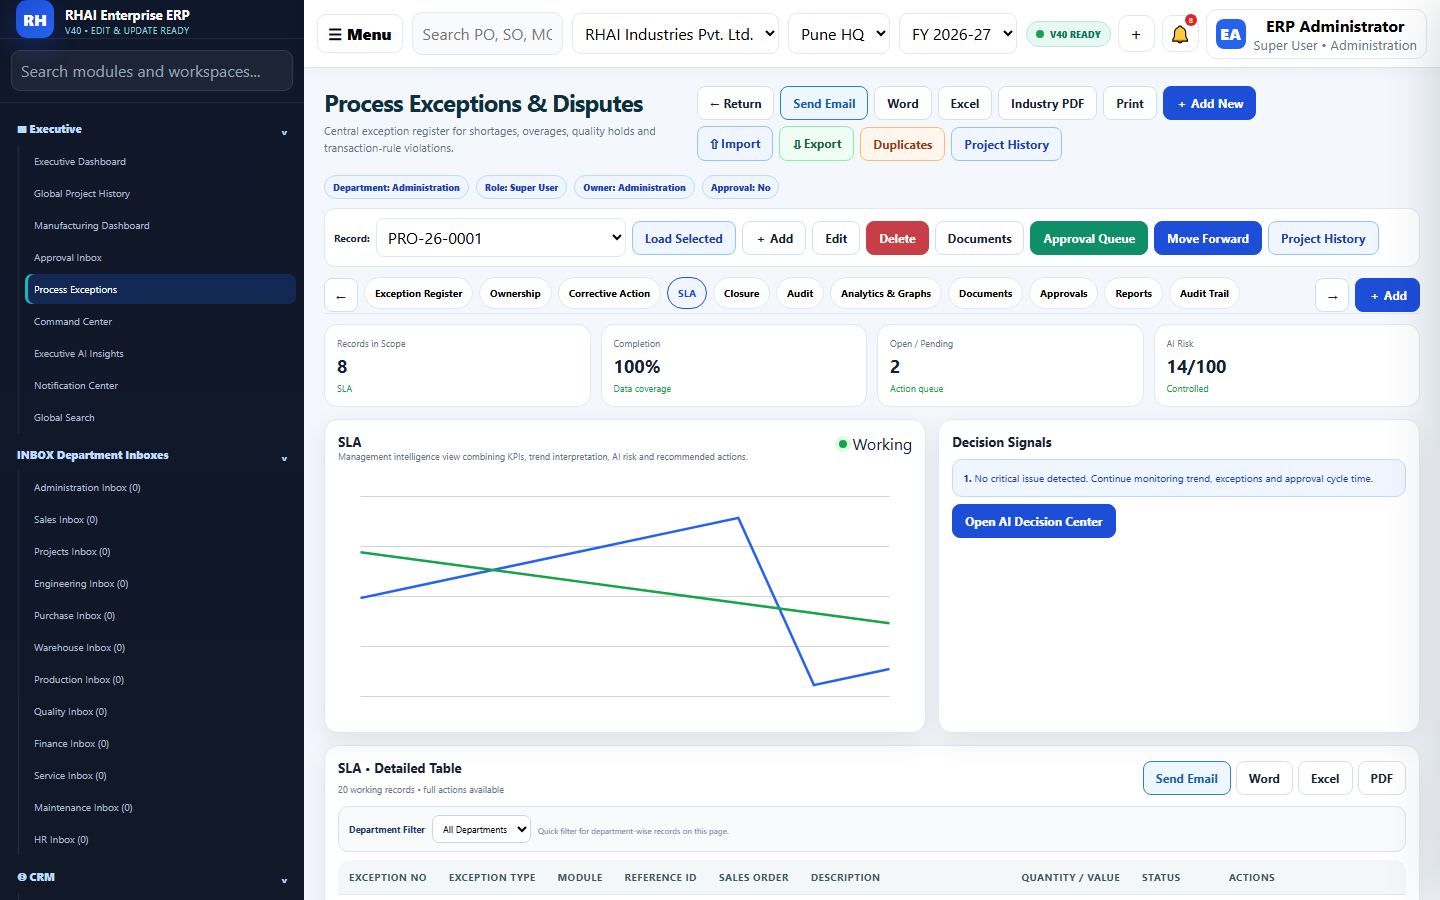 RH
RHAI Enterprise ERP
V40 • EDIT & UPDATE READY
Search modules and workspaces...
Executive
Executive Dashboard
Global Project History
Manufacturing Dashboard
Approval Inbox
Process Exceptions
Command Center
Executive AI Insights
Notification Center
Global Search
INBOX Department Inboxes
Administration Inbox (0)
Sales Inbox (0)
Projects Inbox (0)
Engineering Inbox (0)
Purchase Inbox (0)
Warehouse Inbox (0)
Production Inbox (0)
Quality Inbox (0)
Finance Inbox (0)
Service Inbox (0)
Maintenance Inbox (0)
HR Inbox (0)
CRM
☰ Menu
Search PO, SO, MC
RHAI Industries Pvt. Ltd.
Pune HQ
FY 2026-27
V40 READY
+
8
EA
ERP Administrator
Super User • Administration
Process Exceptions & Disputes
Central exception register for shortages, overages, quality holds and
transaction-rule violations.
← Return
Send Email
Word
Excel
Industry PDF
Print
+ Add New
⇧ Import
⇩ Export
Duplicates
Project History
Department: Administration
Role: Super User
Owner: Administration
Approval: No
Record:
PRO-26-0001
Load Selected
+ Add
Edit
Delete
Documents
Approval Queue
Move Forward
Project History
←
Exception Register
Ownership
Corrective Action
SLA
Closure
Audit
Analytics & Graphs
Documents
Approvals
Reports
Audit Trail
→
+ Add
Records in Scope
8
SLA
Completion
100%
Data coverage
Open / Pending
2
Action queue
AI Risk
14/100
Controlled
SLA
Management intelligence view combining KPIs, trend interpretation, AI risk and recommended actions.
Working
Decision Signals
1. No critical issue detected. Continue monitoring trend, exceptions and approval cycle time.
Open AI Decision Center
SLA • Detailed Table
20 working records • full actions available
Send Email
Word
Excel
PDF
Department Filter
All Departments
Quick filter for department-wise records on this page.
EXCEPTION NO
EXCEPTION TYPE
MODULE
REFERENCE ID
SALES ORDER
DESCRIPTION
QUANTITY / VALUE
STATUS
ACTIONS